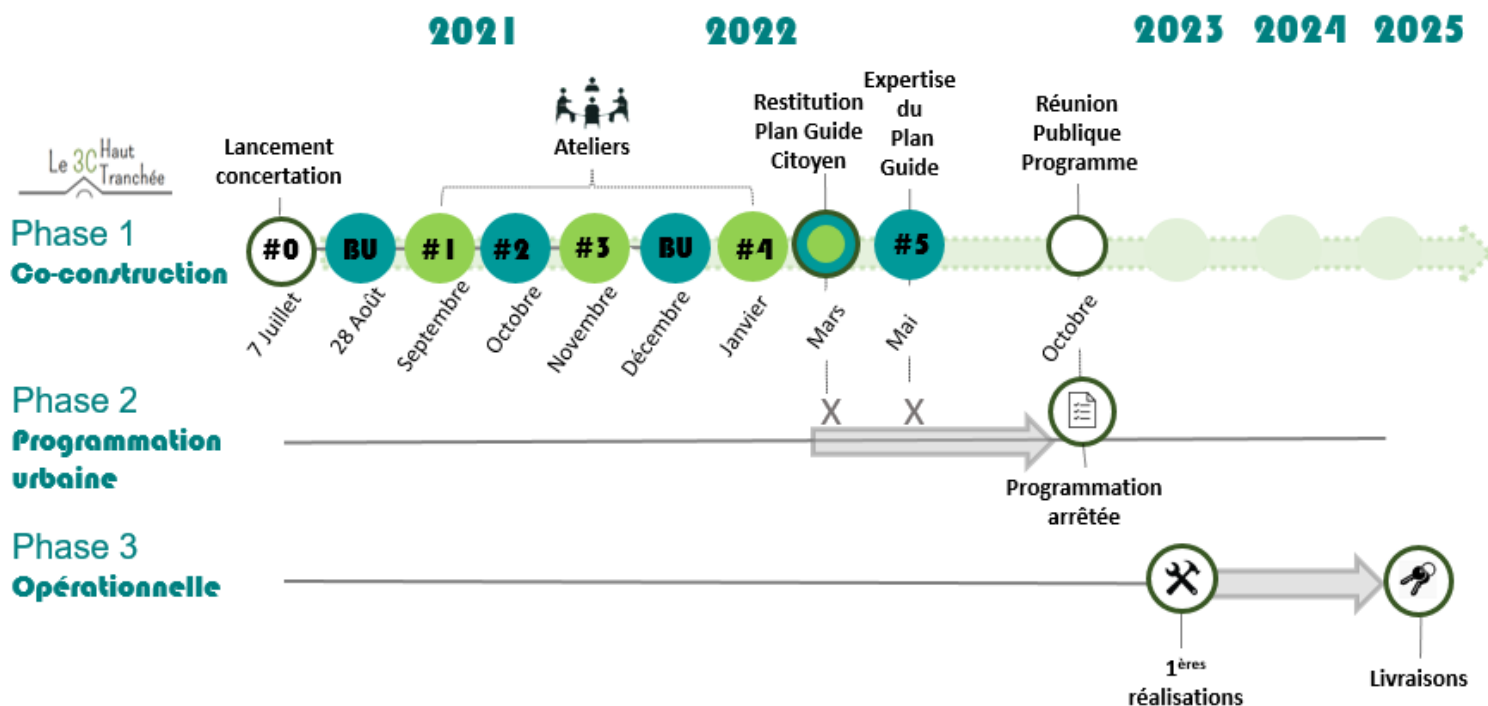 2021
2022
2023
2024
2025
Le 3C Haut
Tranchée
Lancement
concertation
Ateliers
Restitution
Plan Guide
Citoyen
Expertise
du
Plan
Guide
Réunion
Publique
Programme
Phase 1
Co-construction
#0
BU
#1
#2
#3
BU
#4
#5
7 Juillet
28 Août
Septembre
Octobre
Novembre
Décembre
Janvier
Mars
Mai
Octobre
Phase 2
Programmation
urbaine
X
X
Programmation
arrêtée
Phase 3
Opérationnelle
1ères
réalisations
Livraisons